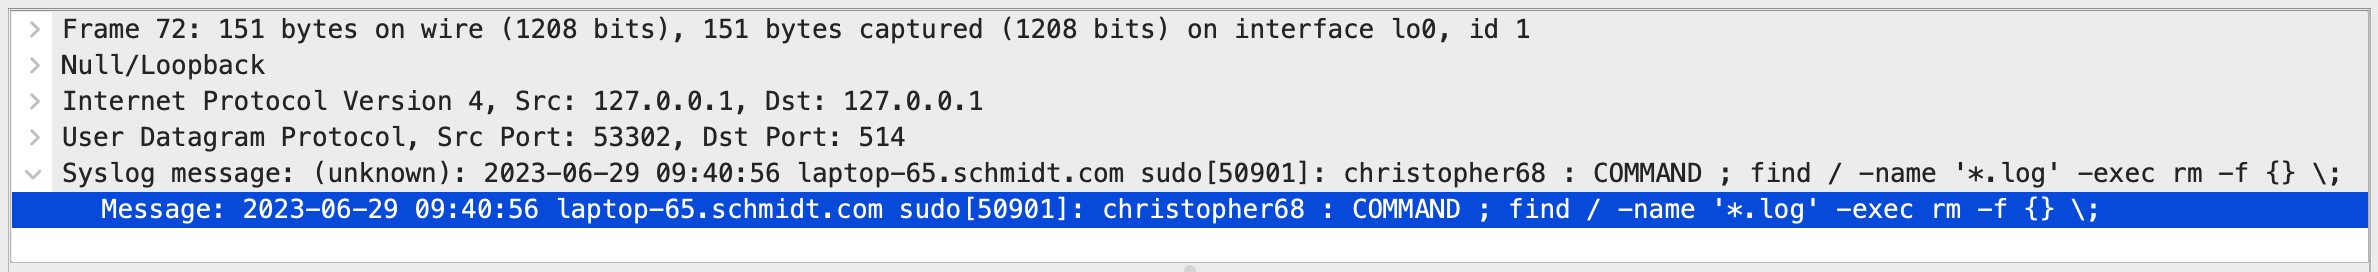 Frame 72: 151 bytes on wire (1208 bits), 151 bytes captured (1208 bits) on interface lo0, id 1
Null/Loopback
Internet Protocol Version 4, Src: 127.0.0.1, Dst: 127.0.0.1
User Datagram Protocol, Src Port: 53302, Dst Port: 514
Syslog message: (unknown): 2023-06-29 09:40:56 laptop-65.schmidt.com sudo[50901]: christopher68 : COMMAND ; find / -name '*.log' -exec rm -f {} \;
Message: 2023-06-29 09:40:56 laptop-65.schmidt.com sudo[50901]: christopher68 : COMMAND ; find / -name '*.log' -exec rm -f {} \;